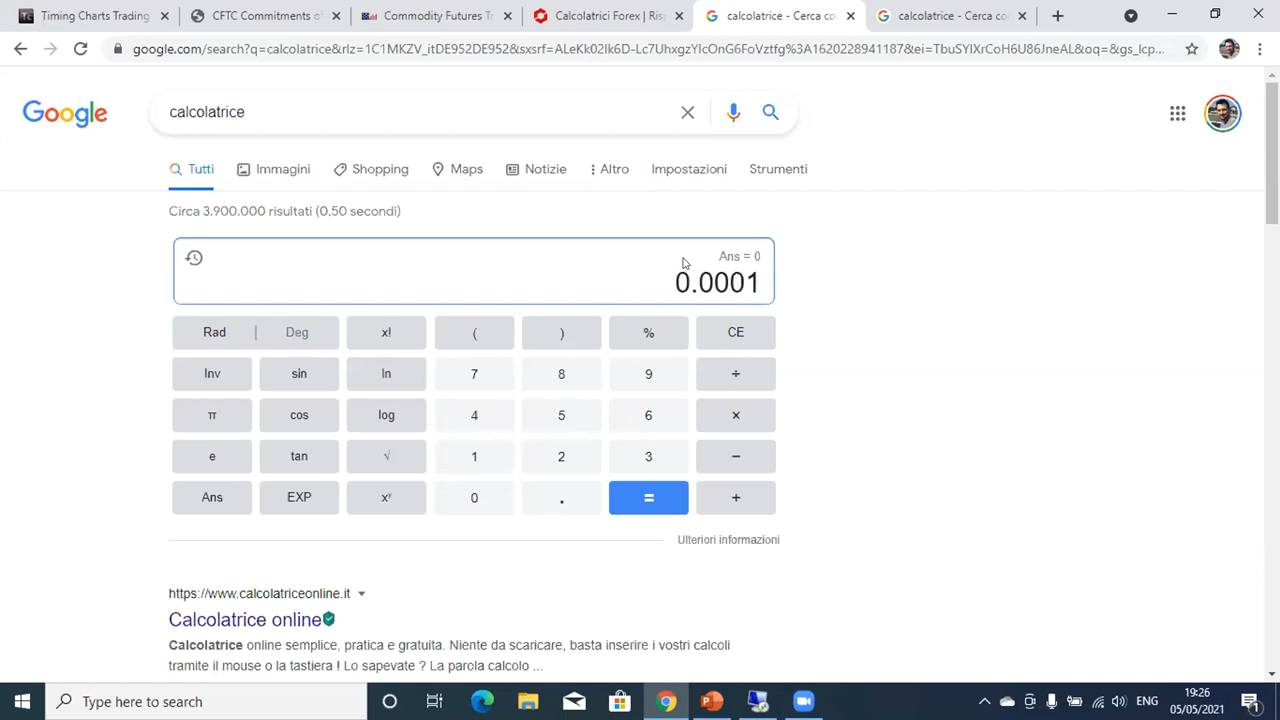 Timing Charts Trading
CFTC Commitments o
Commodity Futures Tr
Calcolatrici Forex | Risp
calcolatrice - Cerca co
calcolatrice - Cerca co
google.com/search?q=calcolatrice&rlz=1C1MKZV_itDE952DE952&sxsrf=ALeKk02Ik6D-Lc7UhxgzYIcOnG6FoVztfg%3A1620228941187&ei=TbuSYIXrCoH6U86JneAL&oq=&gs_lcp...
Google
calcolatrice
Tutti
Immagini
Shopping
Maps
Notizie
Altro
Impostazioni
Strumenti
Circa 3.900.000 risultati (0,50 secondi)
Ans = 0
0.0001
Rad | Deg x! ( ) % CE
Inv sin ln 7 8 9 ÷
π cos log 4 5 6 ×
e tan √ 1 2 3 −
Ans EXP xʸ 0 . = +
Ulteriori informazioni
https://www.calcolatriceonline.it
Calcolatrice online
Calcolatrice online semplice, pratica e gratuita. Niente da scaricare, basta inserire i vostri calcoli
tramite il mouse o la tastiera ! Lo sapevate ? La parola calcolo ...
Type here to search
ENG
19:26
05/05/2021
1